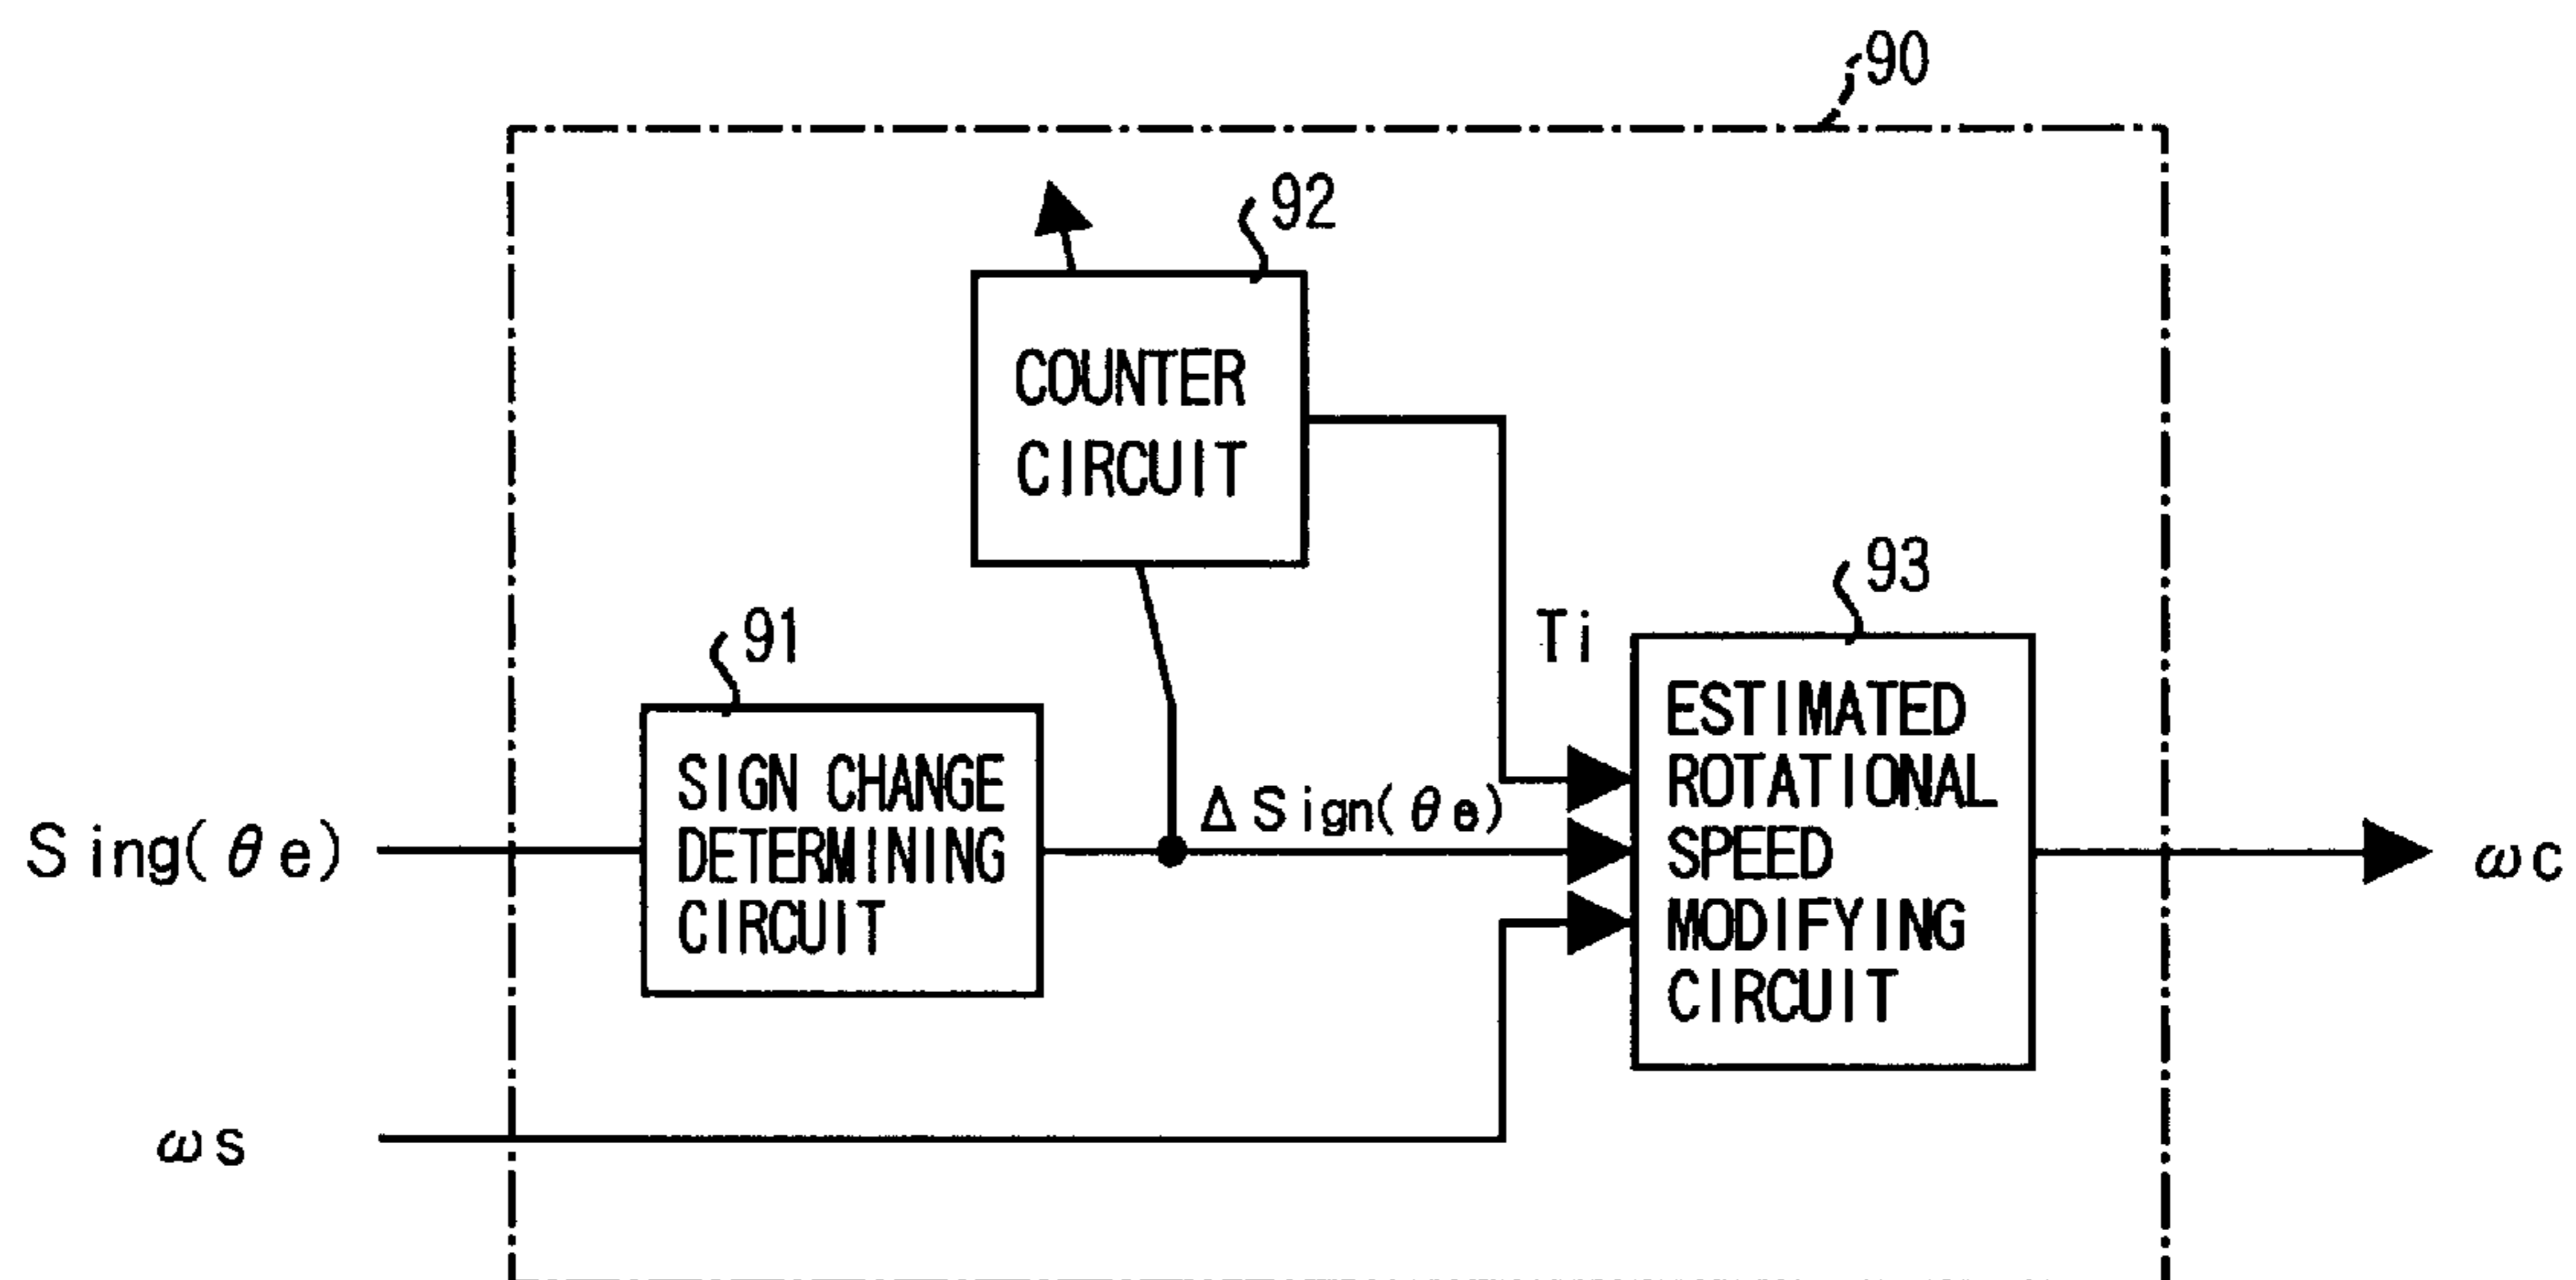 90
92
COUNTER
CIRCUIT
93
Ti
91
ESTIMATED
ROTATIONAL
SPEED
MODIFYING
CIRCUIT
SIGN CHANGE
DETERMINING
CIRCUIT
ΔSign(θe)
Sing(θe)
ωc
ωs